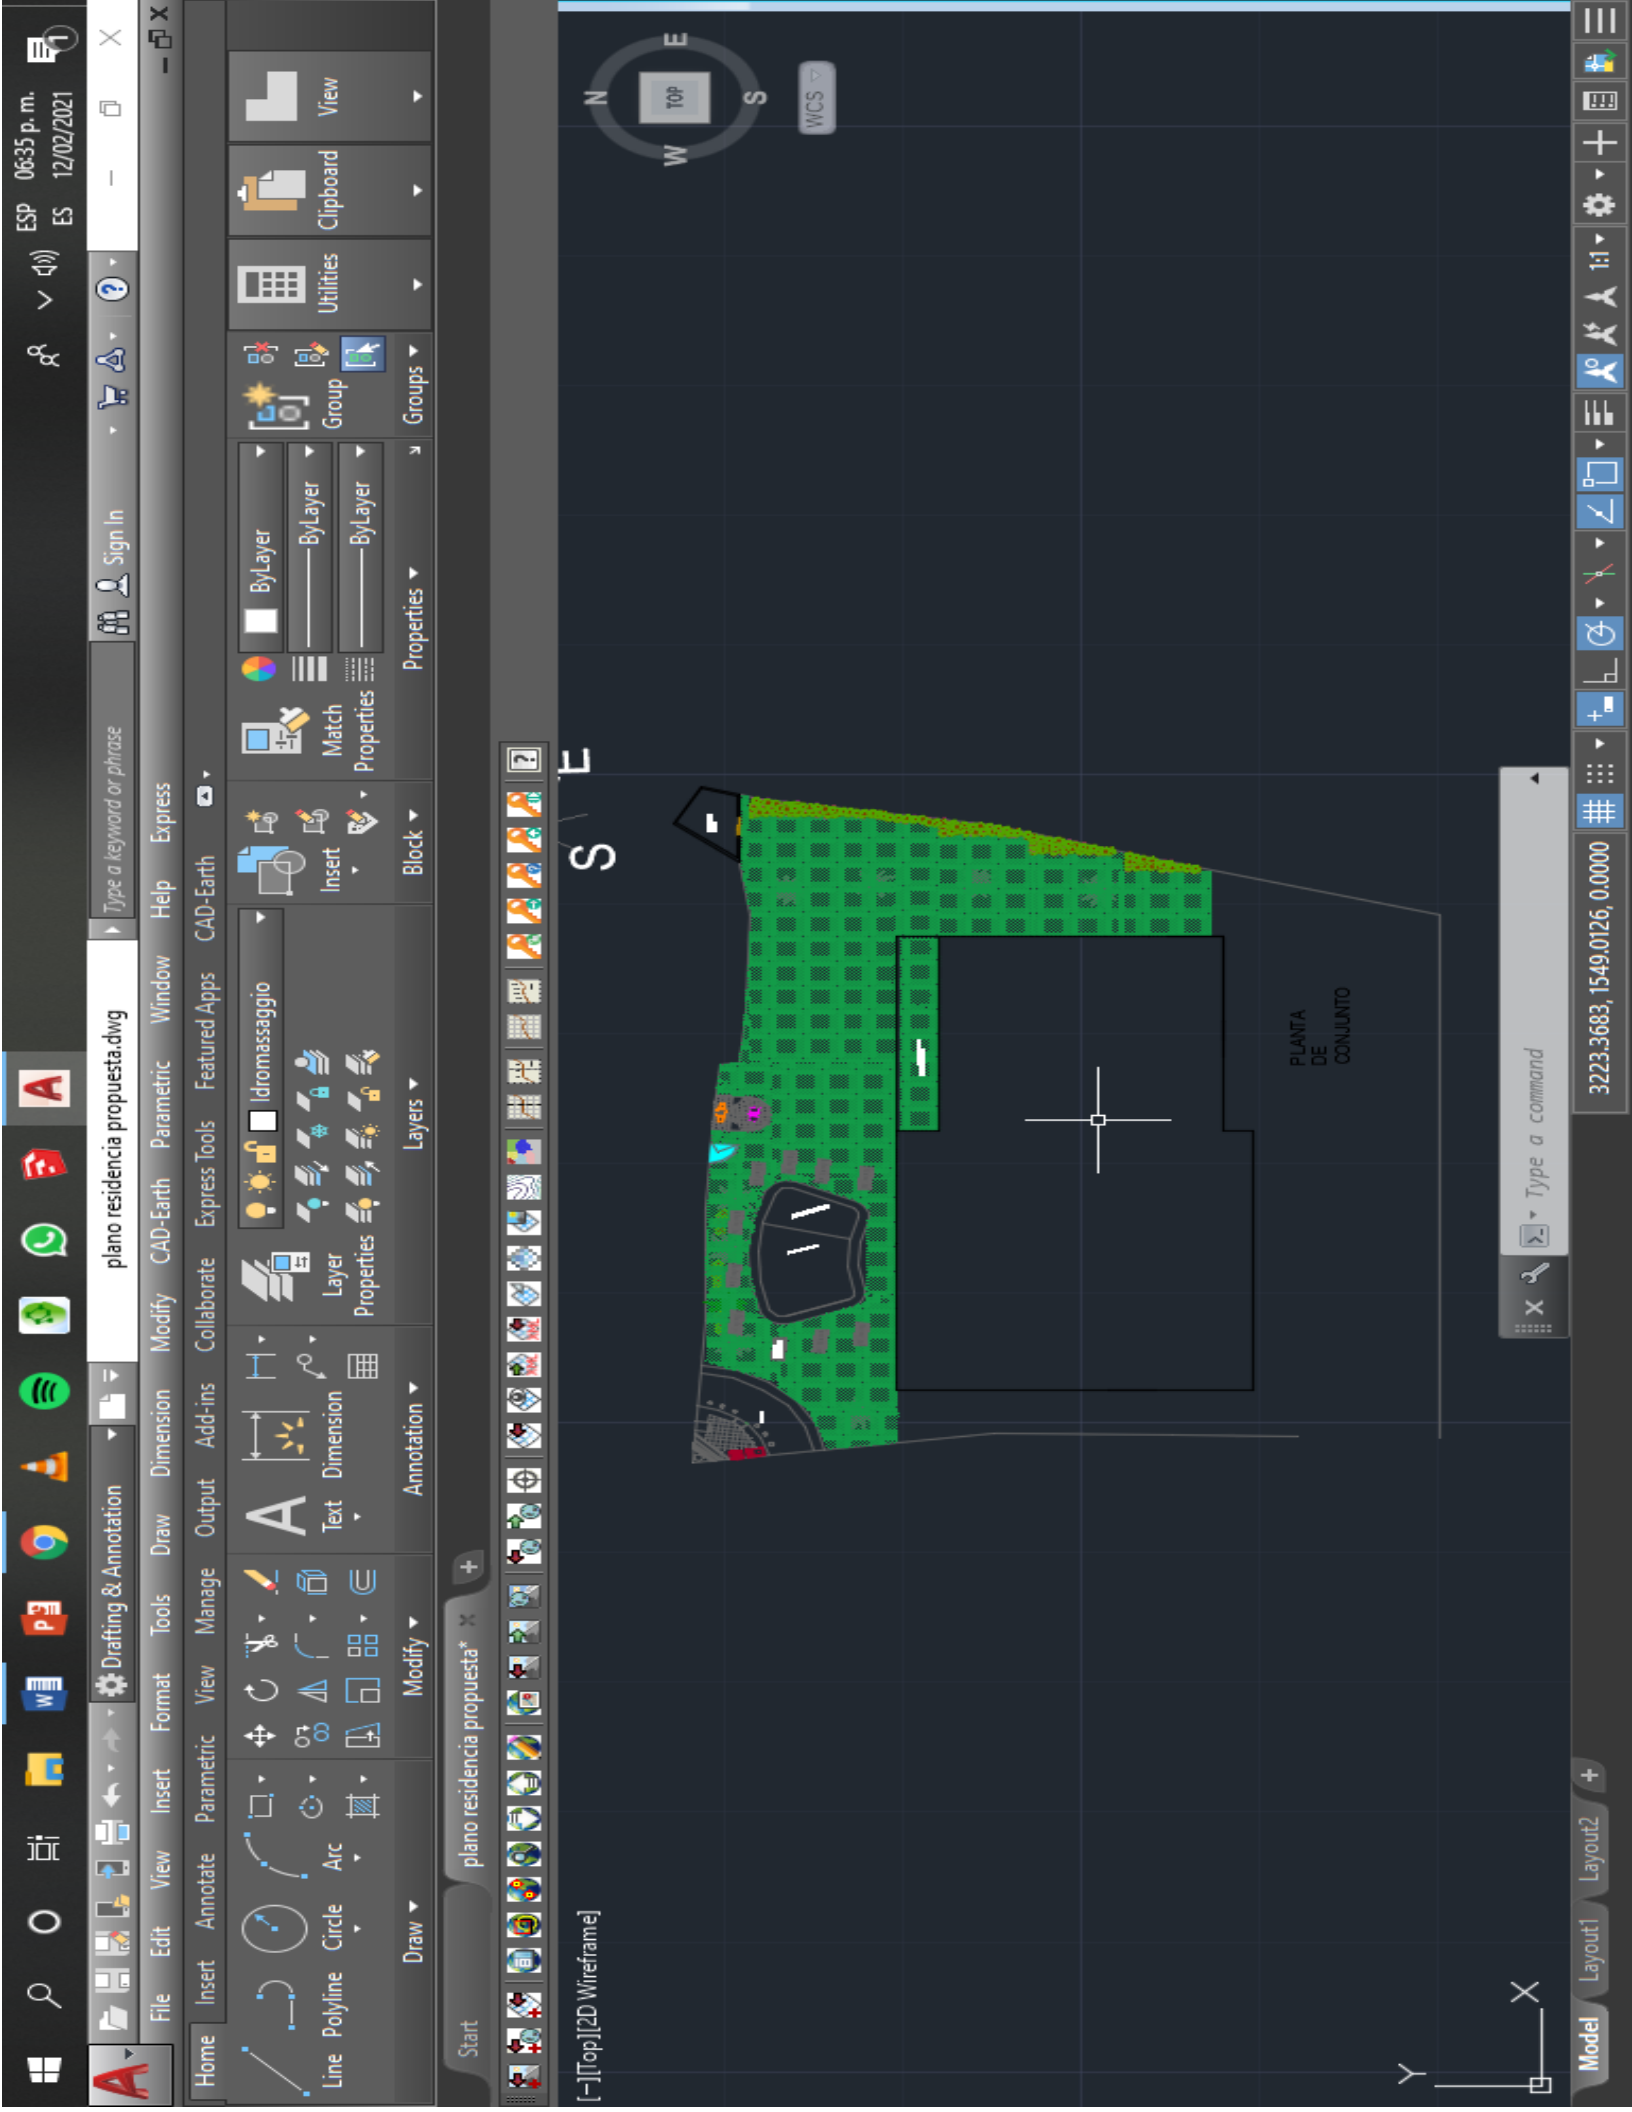 ESP 06:35 p. m.
ES 12/02/2021
1
Drafting & Annotation
plano residencia propuesta.dwg
Type a keyword or phrase
Sign In
File Edit View Insert Format Tools Draw Dimension Modify CAD-Earth Parametric Window Help Express
Home Insert Annotate Parametric View Manage Output Add-ins Collaborate Express Tools Featured Apps CAD-Earth
Line Polyline Circle Arc
Draw
Modify
Text Dimension
Annotation
Layer
Properties
Idromassaggio
Layers
Insert
Block
Match
Properties
ByLayer
ByLayer
ByLayer
Properties
Group
Groups
Utilities
Clipboard
View
Start
plano residencia propuesta*
[−][Top][2D Wireframe]
S
E
N
W
TOP
E
S
WCS
PLANTA
DE
CONJUNTO
Y
X
Type a command
Model Layout1 Layout2
3223.3683, 1549.0126, 0.0000
1:1